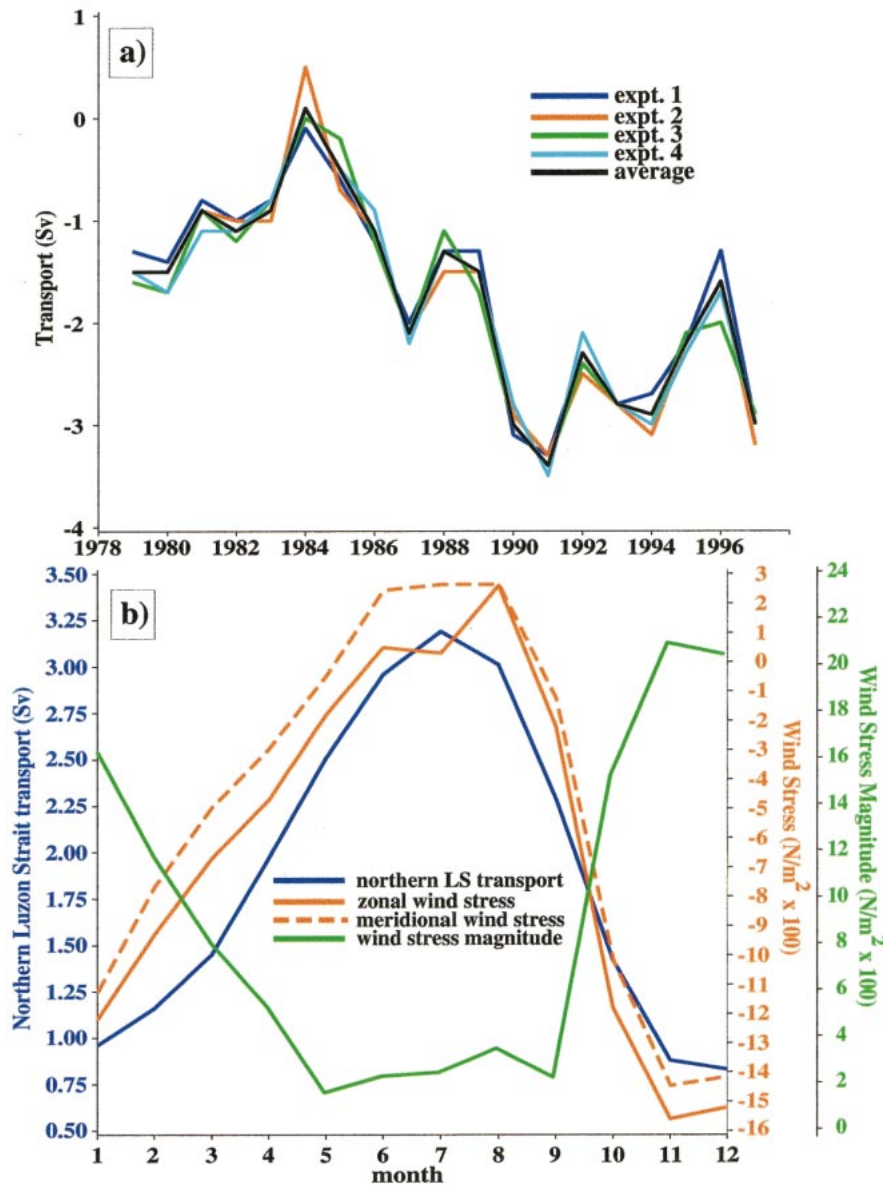 a)
expt. 1
expt. 2
expt. 3
expt. 4
average
Transport (Sv)
1
0
-1
-2
-3
-4
1978 1980 1982 1984 1986 1988 1990 1992 1994 1996
b)
Northern Luzon Strait transport (Sv)
3.50
3.25
3.00
2.75
2.50
2.25
2.00
1.75
1.50
1.25
1.00
0.75
0.50
northern LS transport
zonal wind stress
meridional wind stress
wind stress magnitude
3
2
1
0
-1
-2
-3
-4
-5
-6
-7
-8
-9
-10
-11
-12
-13
-14
-15
-16
Wind Stress (N/m² x 100)
24
22
20
18
16
14
12
10
8
6
4
2
0
Wind Stress Magnitude (N/m² x 100)
1 2 3 4 5 6 7 8 9 10 11 12
month